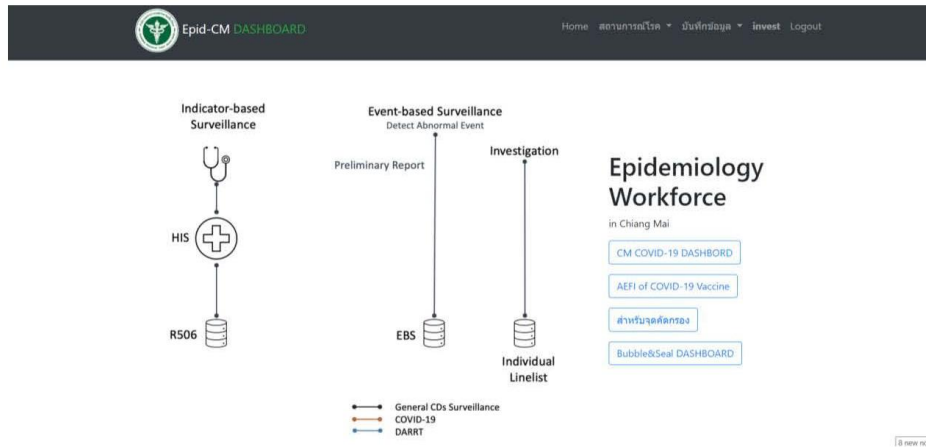 Epid-CM DASHBOARD
Home สถานการณ์โรค บันทึกข้อมูล invest Logout
Indicator-based
Surveillance
HIS
R506
Event-based Surveillance
Detect Abnormal Event
Preliminary Report
EBS
Investigation
Individual
Linelist
General CDs Surveillance
COVID-19
DARRT
Epidemiology
Workforce
in Chiang Mai
CM COVID-19 DASHBORD
AEFI of COVID-19 Vaccine
สำหรับจุดคัดกรอง
Bubble&Seal DASHBOARD
8 new